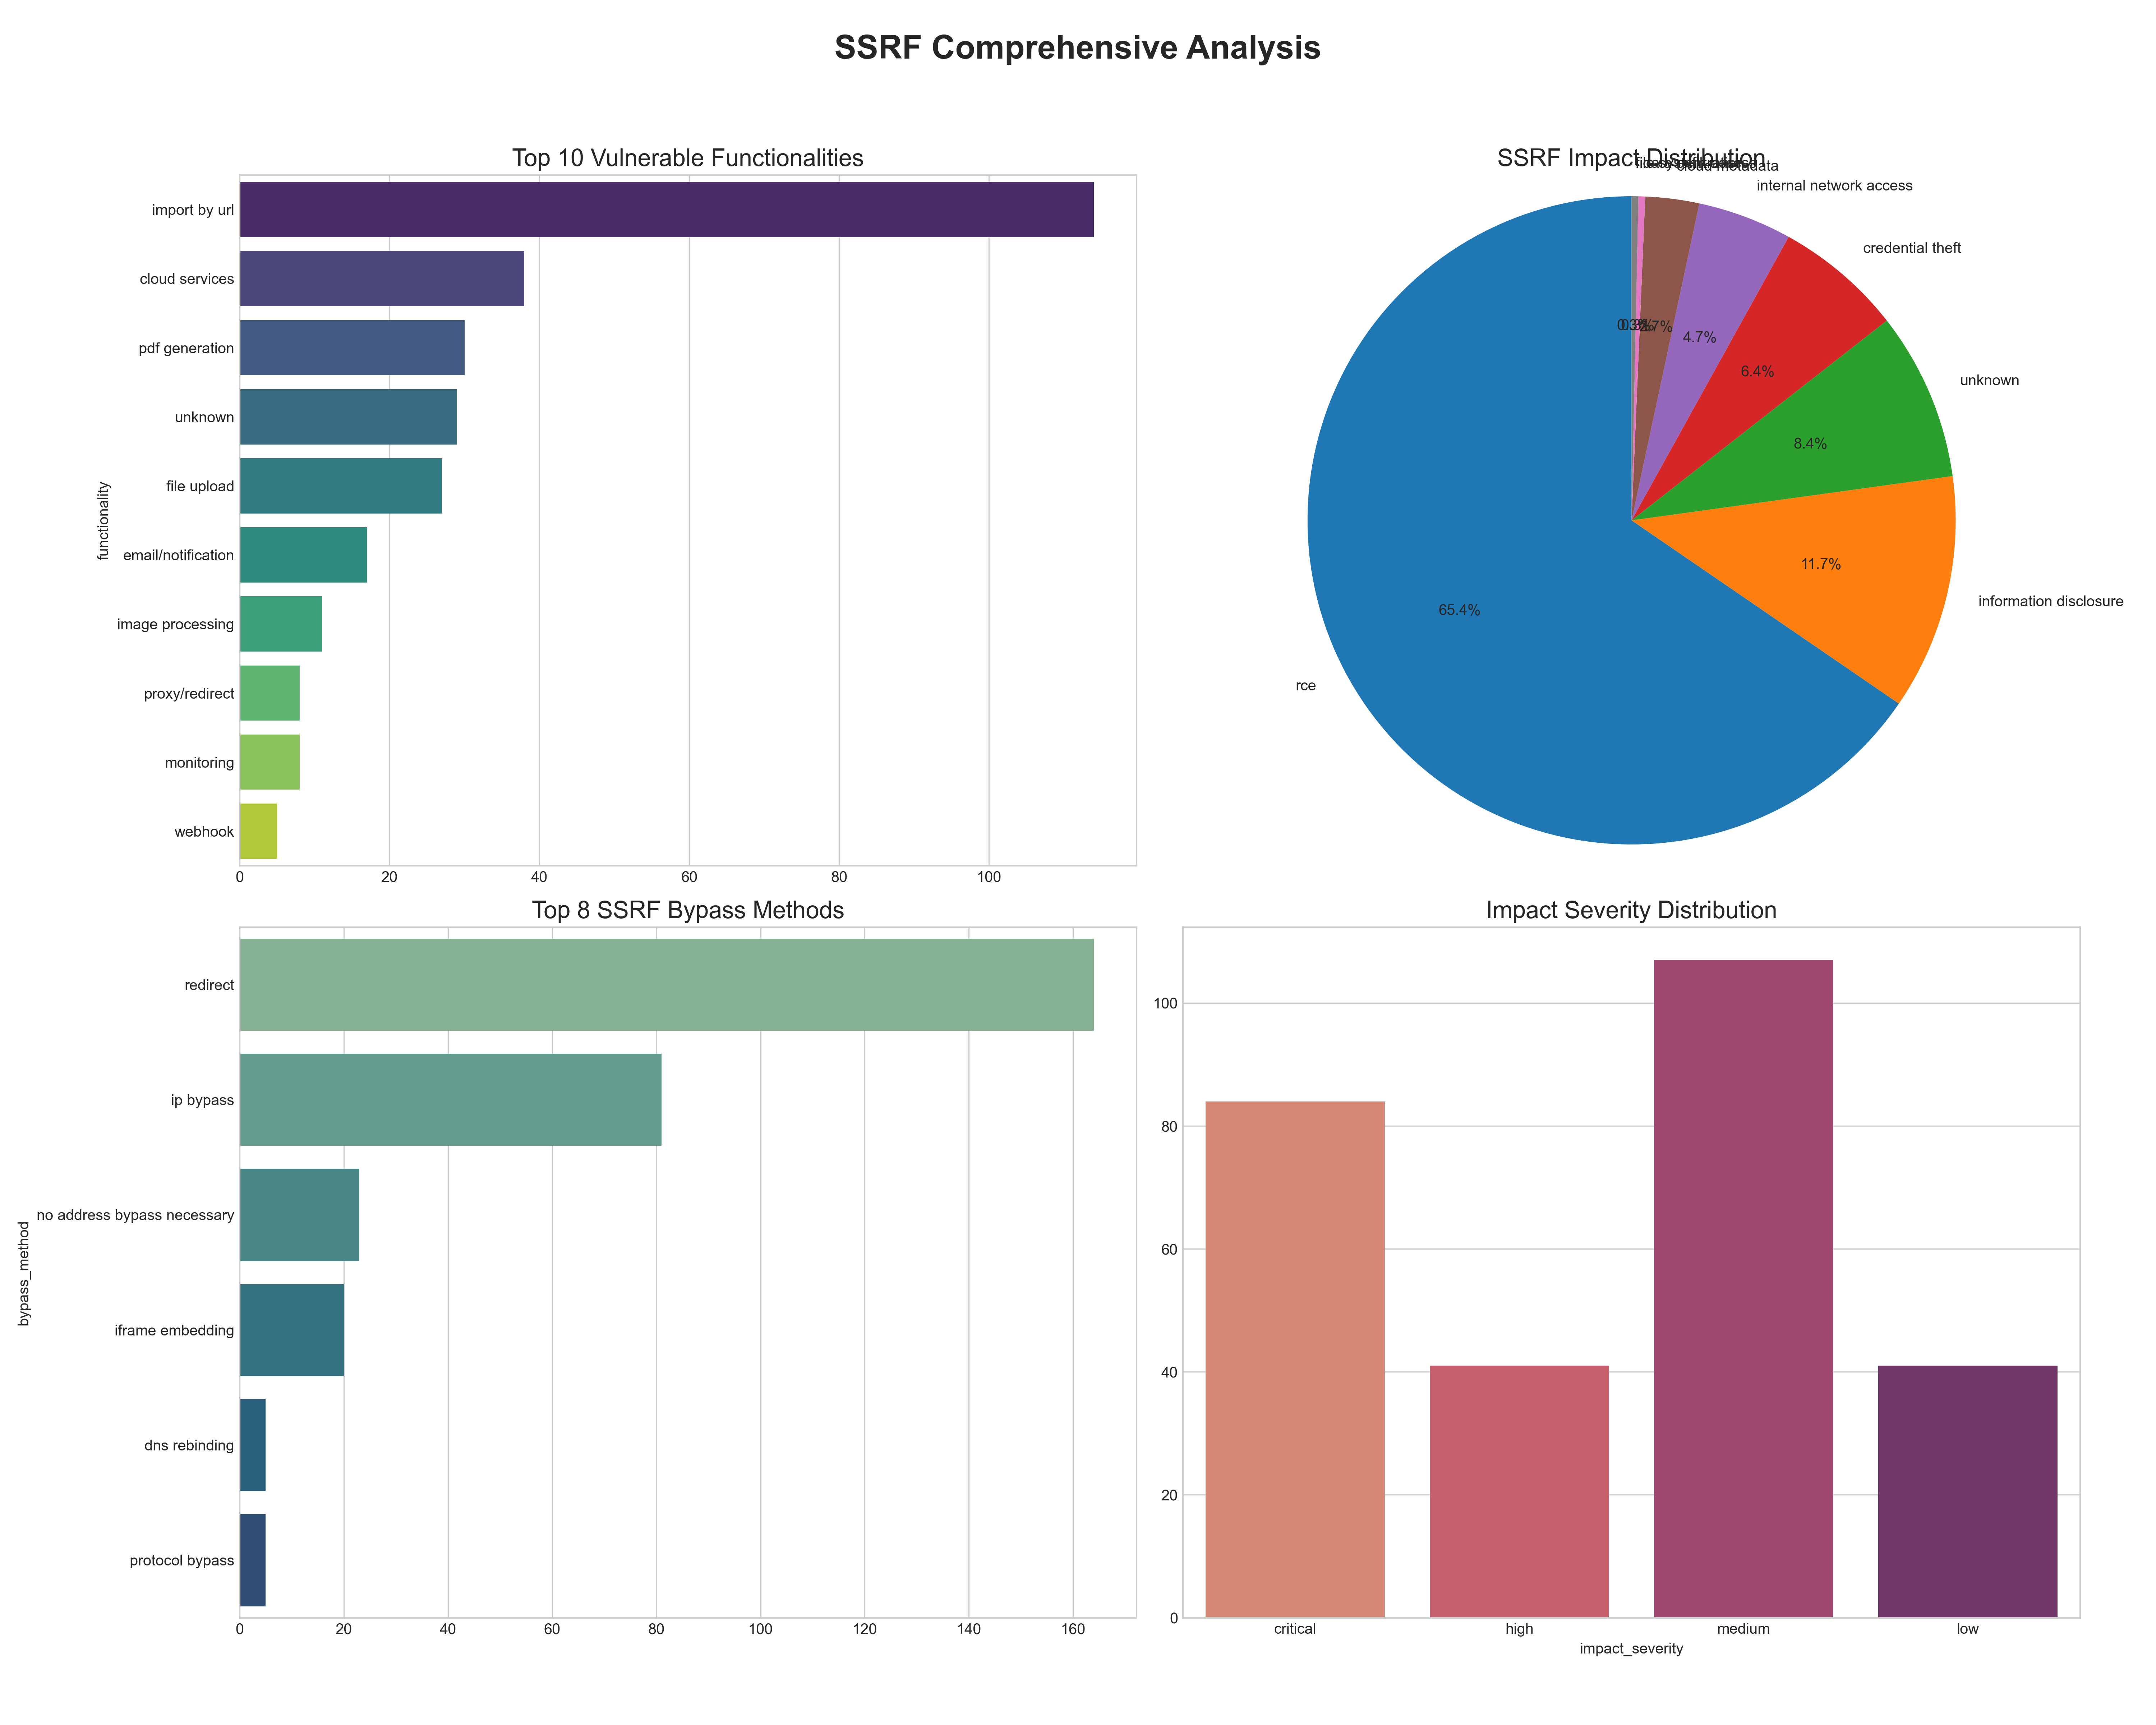 SSRF Comprehensive Analysis
Top 10 Vulnerable Functionalities
functionality
import by url
cloud services
pdf generation
unknown
file upload
email/notification
image processing
proxy/redirect
monitoring
webhook
0 20 40 60 80 100
SSRF Impact Distribution
cloud metadata
internal network access
credential theft
unknown
information disclosure
rce
4.7%
6.4%
8.4%
11.7%
65.4%
Top 8 SSRF Bypass Methods
bypass_method
redirect
ip bypass
no address bypass necessary
iframe embedding
dns rebinding
protocol bypass
0 20 40 60 80 100 120 140 160
Impact Severity Distribution
100
80
60
40
20
0
critical high medium low
impact_severity